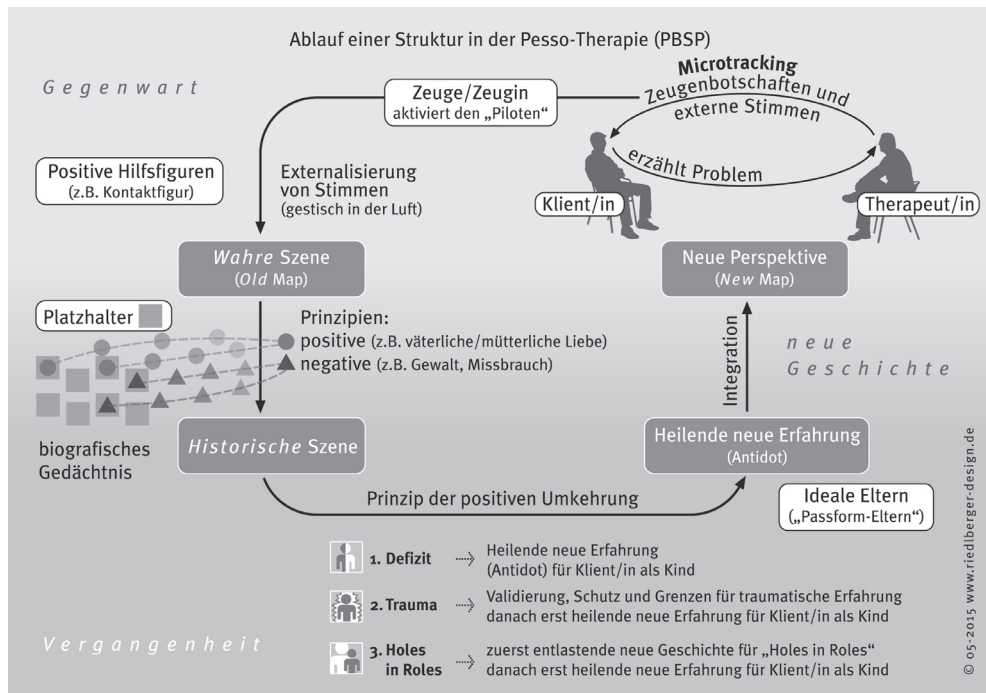 Ablauf einer Struktur in der Pesso-Therapie (PBSP)
Gegenwart
Zeuge/Zeugin
aktiviert den „Piloten“
Microtracking
Zeugenbotschaften und
externe Stimmen
erzählt Problem
Klient/in
Therapeut/in
Positive Hilfsfiguren
(z.B. Kontaktfigur)
Externalisierung
von Stimmen
(gestisch in der Luft)
Wahre Szene
(Old Map)
Neue Perspektive
(New Map)
Platzhalter
Prinzipien:
positive (z.B. väterliche/mütterliche Liebe)
negative (z.B. Gewalt, Missbrauch)
biografisches
Gedächtnis
Historische Szene
Integration
neue
Geschichte
Heilende neue Erfahrung
(Antidot)
Prinzip der positiven Umkehrung
Ideale Eltern
(„Passform-Eltern“)
1. Defizit
Heilende neue Erfahrung
(Antidot) für Klient/in als Kind
2. Trauma
Validierung, Schutz und Grenzen für traumatische Erfahrung
danach erst heilende neue Erfahrung für Klient/in als Kind
3. Holes
in Roles
zuerst entlastende neue Geschichte für „Holes in Roles“
danach erst heilende neue Erfahrung für Klient/in als Kind
Vergangenheit
© 05-2015 www.riedlberger-design.de